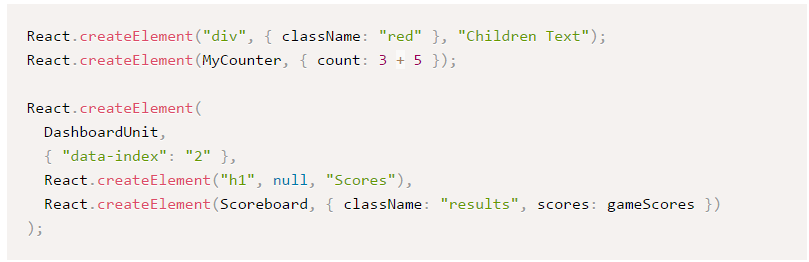 React.createElement("div", { className: "red" }, "Children Text");
React.createElement(MyCounter, { count: 3 + 5 });

React.createElement(
  DashboardUnit,
  { "data-index": "2" },
  React.createElement("h1", null, "Scores"),
  React.createElement(Scoreboard, { className: "results", scores: gameScores })
);